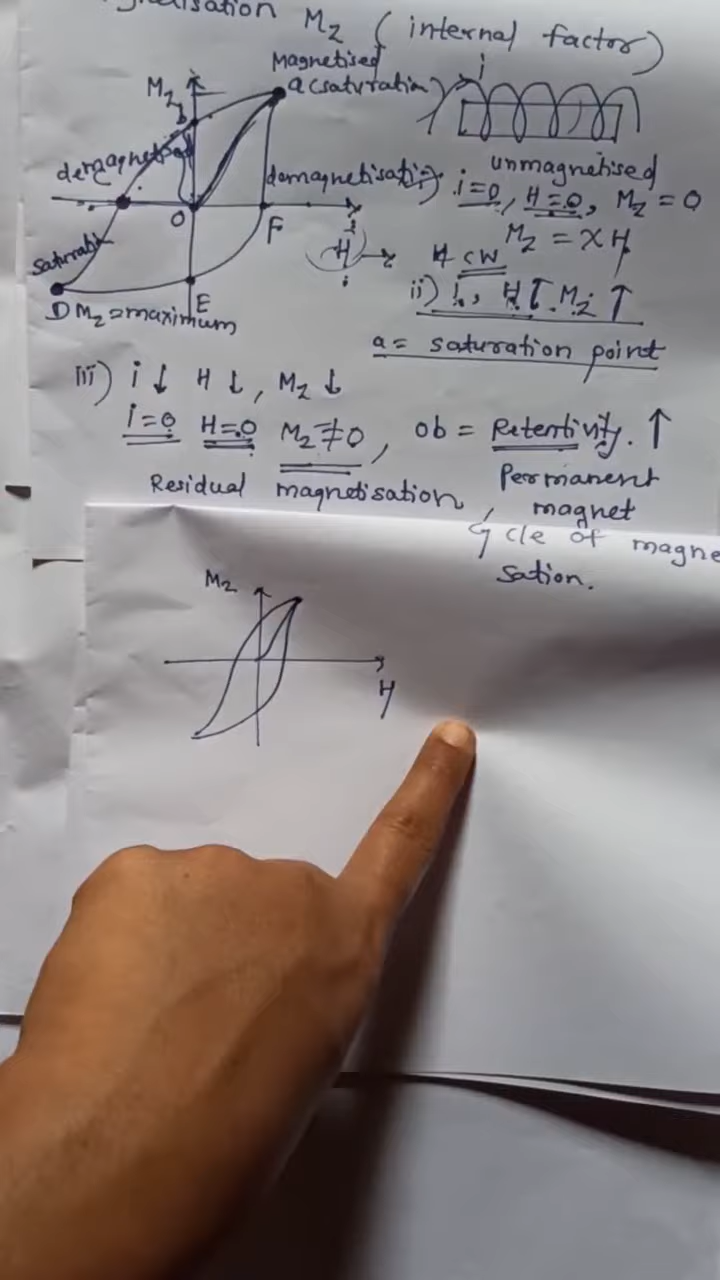 Magnetisation Mz ( internal factor )
Magnetised
Mz a (saturation) i
b
demagnetised demagnetisation
unmagnetised
i) i=0, H=0, Mz = 0
O F H
i
Mz = χH
saturation H CW
ii) i, H↑ Mz ↑
D Mz = maximum E
a = saturation point
iii) i ↓ H ↓, Mz ↓
i=0 H=0 Mz ≠ 0, ob = Retentivity. ↑
Residual magnetisation, Permanent
magnet
cycle of magne
sation.
Mz
H